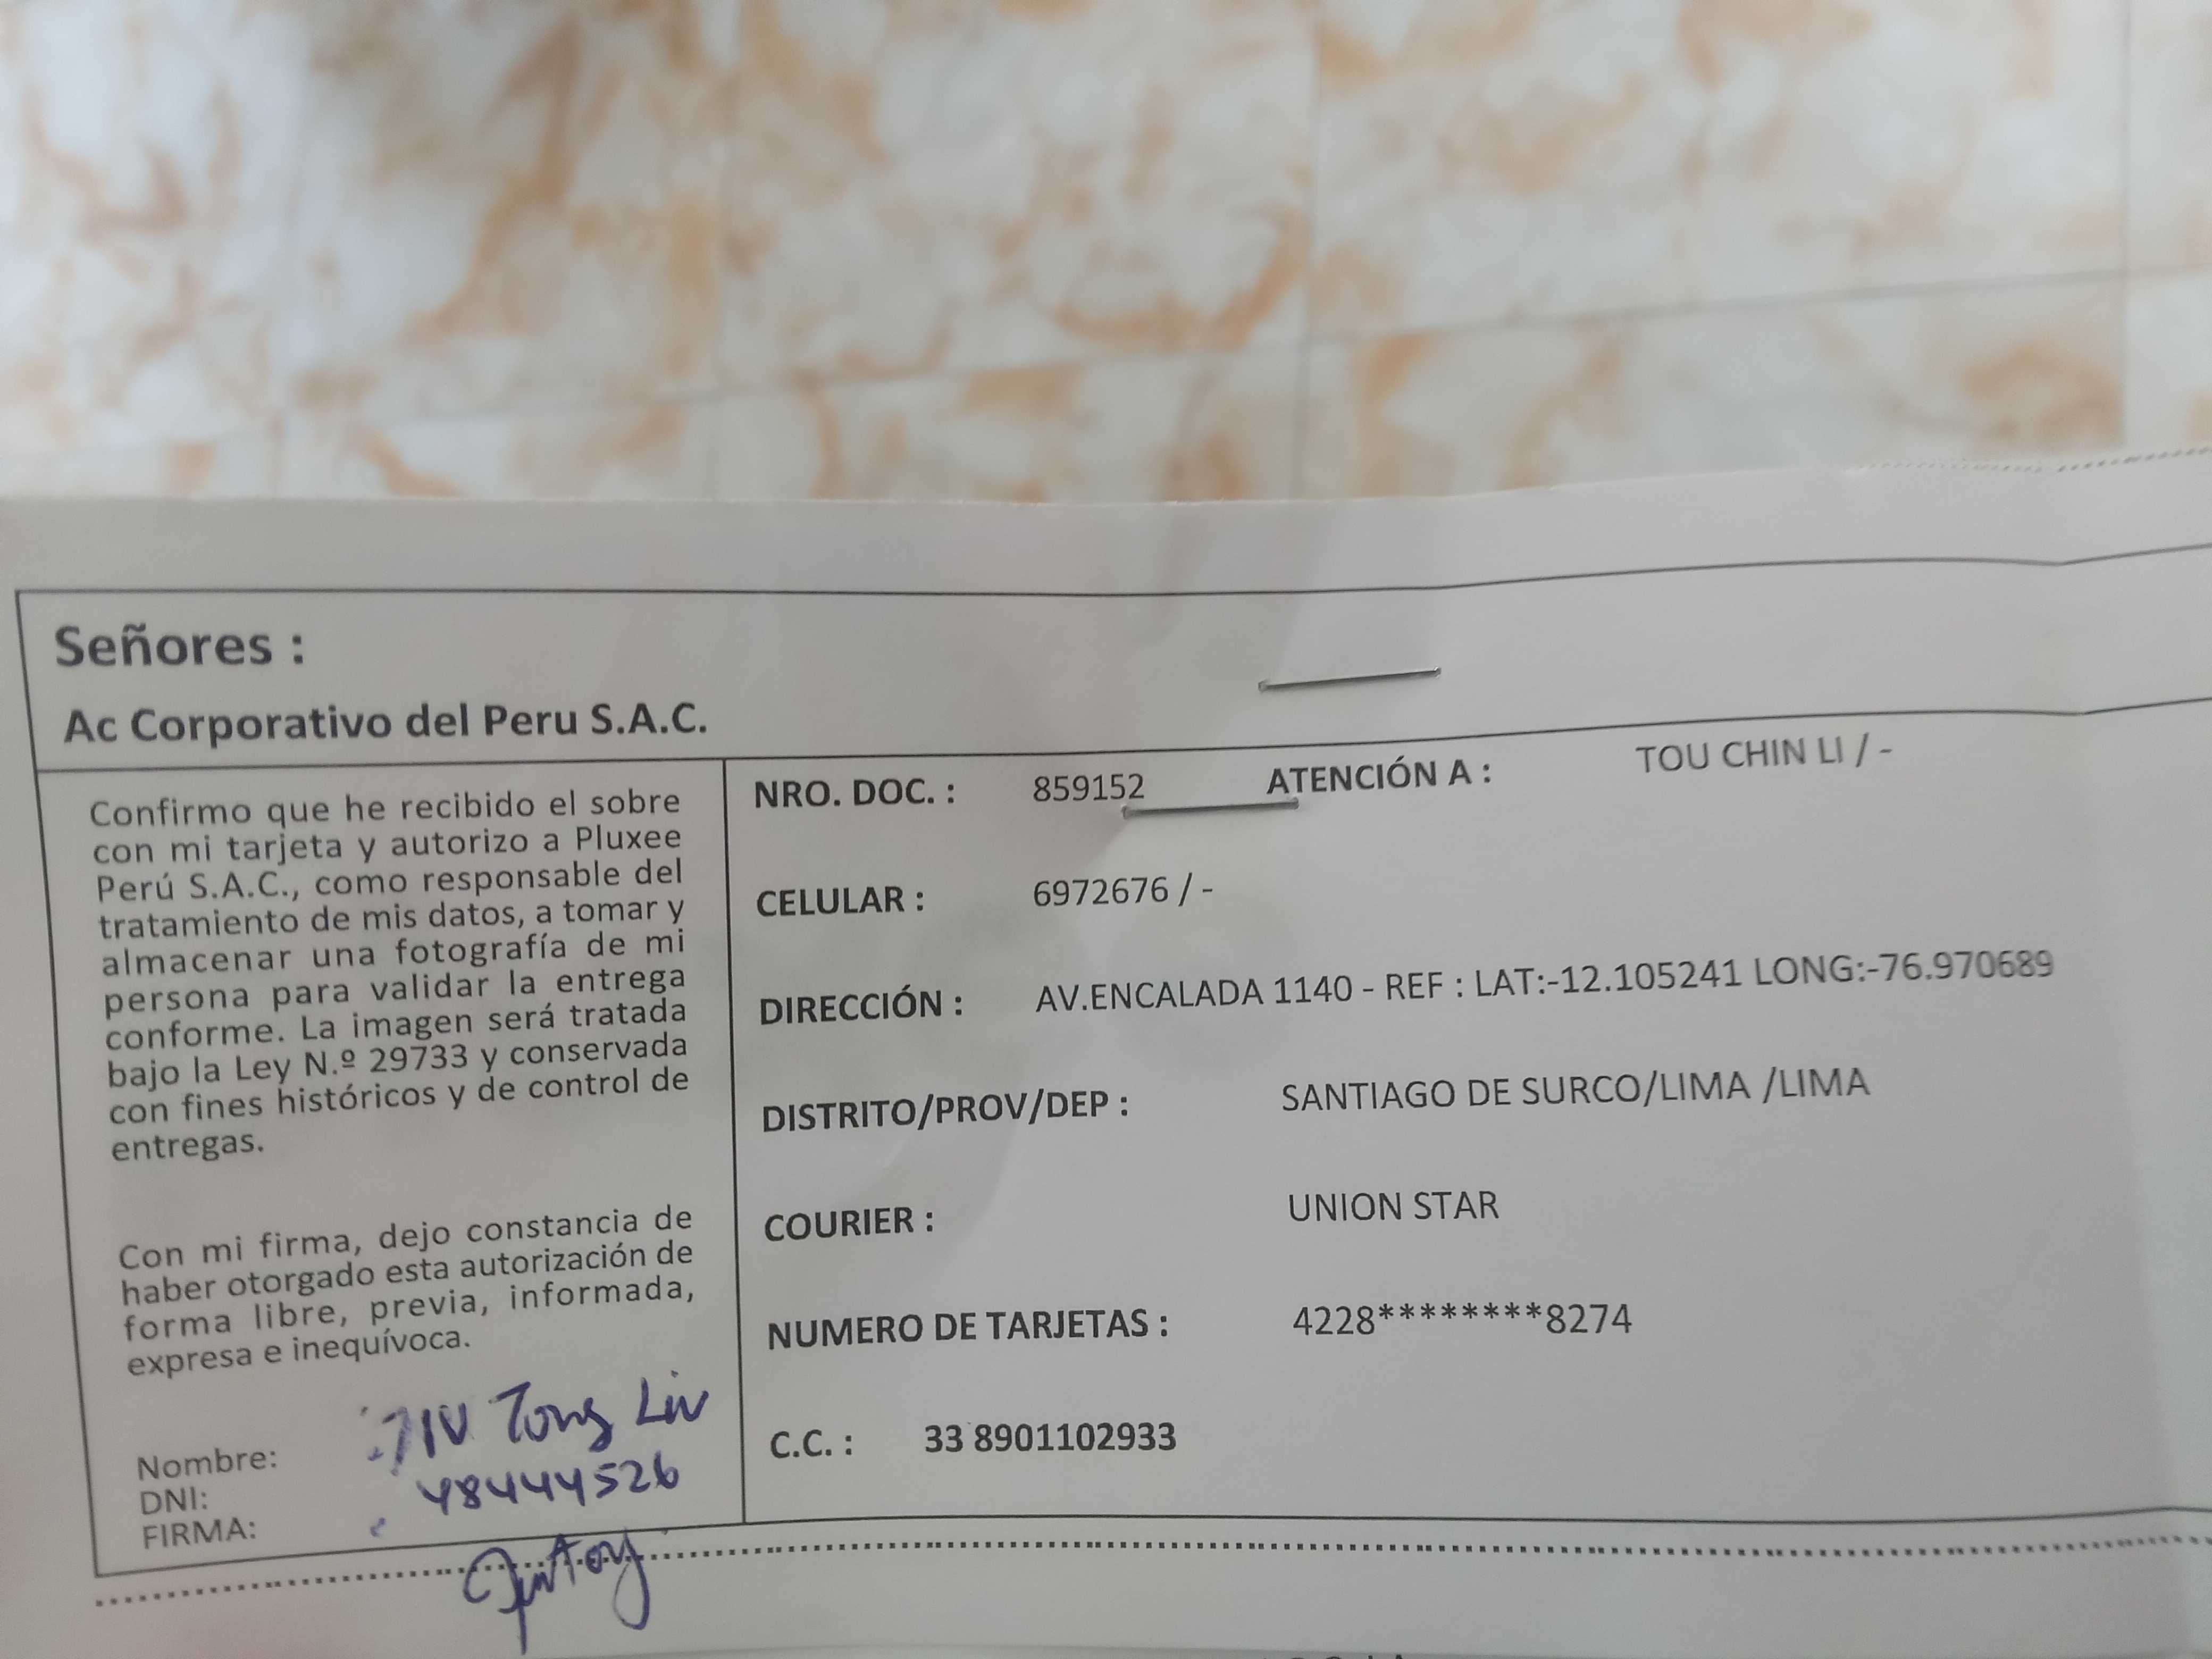 Señores :
Ac Corporativo del Peru S.A.C.
Confirmo que he recibido el sobre
con mi tarjeta y autorizo a Pluxee
Perú S.A.C., como responsable del
tratamiento de mis datos, a tomar y
almacenar una fotografía de mi
persona para validar la entrega
conforme. La imagen será tratada
bajo la Ley N.º 29733 y conservada
con fines históricos y de control de
entregas.
Con mi firma, dejo constancia de
haber otorgado esta autorización de
forma libre, previa, informada,
expresa e inequívoca.
Nombre: Tong Liv
DNI: 48444526
FIRMA:
NRO. DOC. : 859152 ATENCIÓN A : TOU CHIN LI / -
CELULAR : 6972676 / -
DIRECCIÓN : AV.ENCALADA 1140 - REF : LAT:-12.105241 LONG:-76.970689
DISTRITO/PROV/DEP : SANTIAGO DE SURCO/LIMA /LIMA
COURIER : UNION STAR
NUMERO DE TARJETAS : 4228********8274
C.C. : 33 8901102933